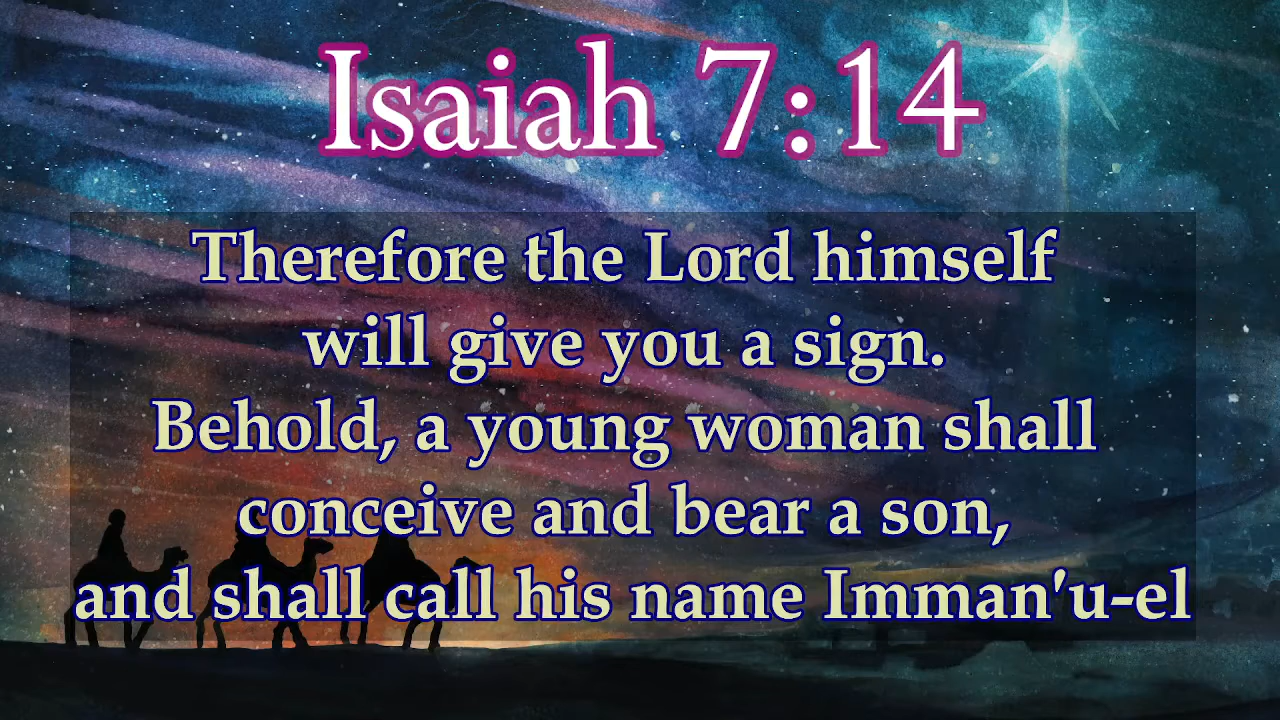 Isaiah 7:14
Therefore the Lord himself
will give you a sign.
Behold, a young woman shall
conceive and bear a son,
and shall call his name Imman'u-el